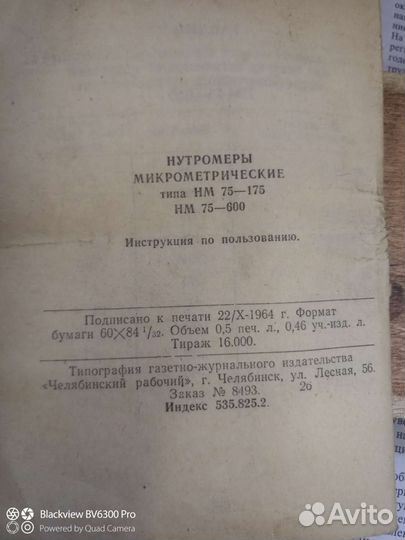 НУТРОМЕРЫ
МИКРОМЕТРИЧЕСКИЕ
типа НМ 75—175
НМ 75—600
Инструкция по пользованию.
Подписано к печати 22/X-1964 г. Формат
бумаги 60×84 1/32. Объем 0,5 печ. л., 0,46 уч.-изд. л.
Тираж 16.000.
Типография газетно-журнального издательства
«Челябинский рабочий», г. Челябинск, ул. Лесная, 56.
Заказ № 8493. 26
Индекс 535.825.2.
Blackview BV6300 Pro
Powered by Quad Camera
Avito